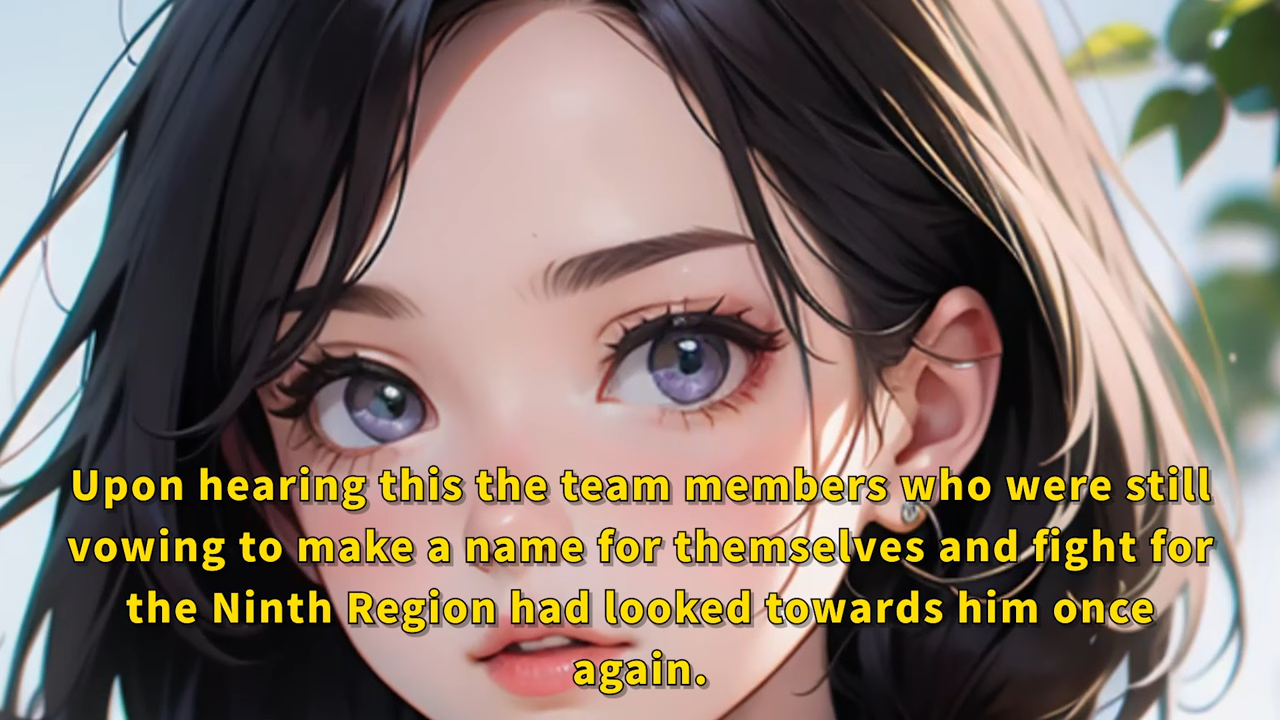 Upon hearing this the team members who were still
vowing to make a name for themselves and fight for
the Ninth Region had looked towards him once
again.